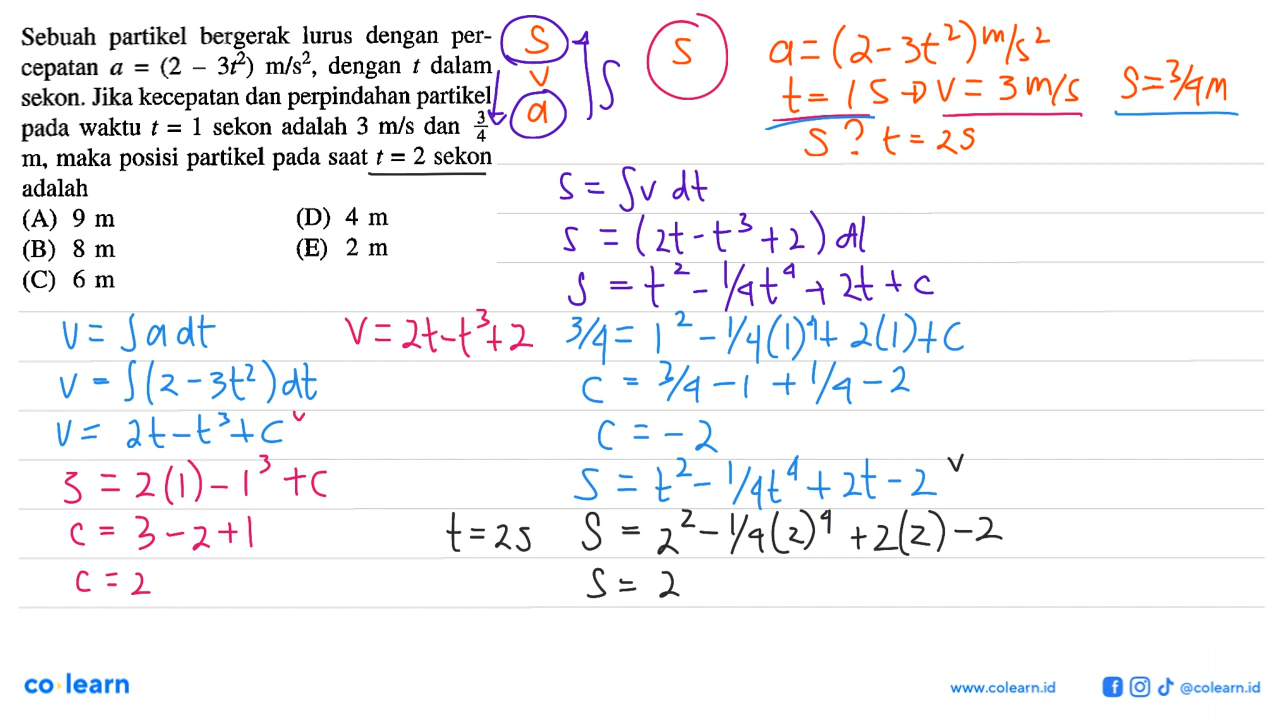 Sebuah partikel bergerak lurus dengan per-
cepatan a = (2 – 3t²) m/s², dengan t dalam
sekon. Jika kecepatan dan perpindahan partikel
pada waktu t = 1 sekon adalah 3 m/s dan 3/4
m, maka posisi partikel pada saat t = 2 sekon
adalah
(A) 9 m
(B) 8 m
(C) 6 m
(D) 4 m
(E) 2 m
S
v
a
∫
S
a = (2 - 3t²) m/s²
t = 1 S → v = 3 m/s S = 3/4 m
S ? t = 2S
S = ∫v dt
S = (2t - t³ + 2) dt
S = t² - 1/4t⁴ + 2t + C
v = ∫a dt
v = ∫(2 - 3t²) dt
v = 2t - t³ + C v
3 = 2(1) - 1³ + C
C = 3 - 2 + 1
C = 2
V = 2t - t³ + 2
3/4 = 1² - 1/4(1)⁴ + 2(1) + C
C = 3/4 - 1 + 1/4 - 2
C = -2
S = t² - 1/4t⁴ + 2t - 2 v
t = 2S S = 2² - 1/4(2)⁴ + 2(2) - 2
S = 2
co learn
www.colearn.id
@colearn.id